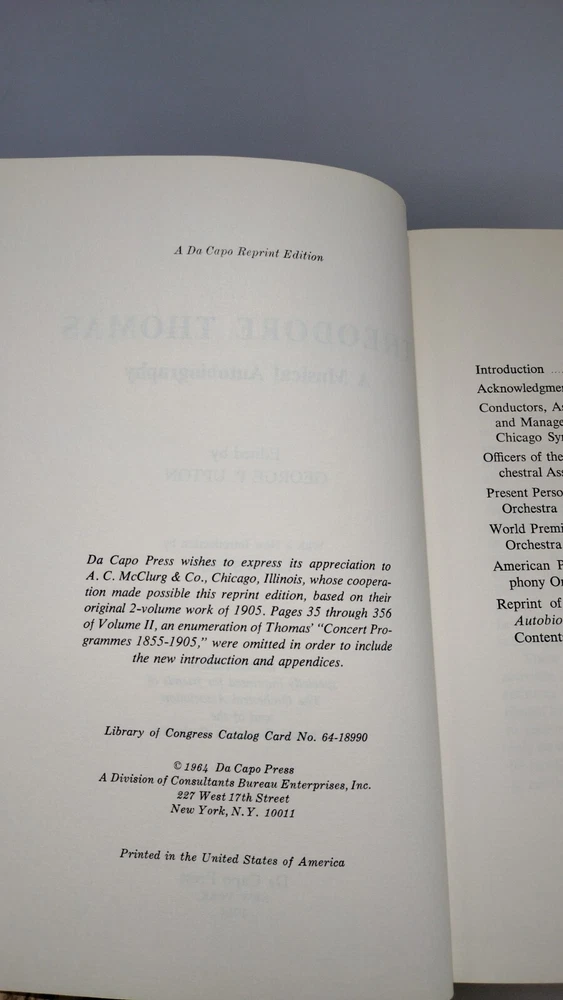 A Da Capo Reprint Edition
Da Capo Press wishes to express its appreciation to
A. C. McClurg & Co., Chicago, Illinois, whose coopera-
tion made possible this reprint edition, based on their
original 2-volume work of 1905. Pages 35 through 356
of Volume II, an enumeration of Thomas' "Concert Pro-
grammes 1855-1905," were omitted in order to include
the new introduction and appendices.
Library of Congress Catalog Card No. 64-18990
© 1964 Da Capo Press
A Division of Consultants Bureau Enterprises, Inc.
227 West 17th Street
New York, N. Y. 10011
Printed in the United States of America
Introduction ....
Acknowledgme
Conductors, As
and Manage
Chicago Sy
Officers of the
chestral Ass
Present Perso
Orchestra
World Premi
Orchestra
American P
phony Or
Reprint of
Autobio
Content